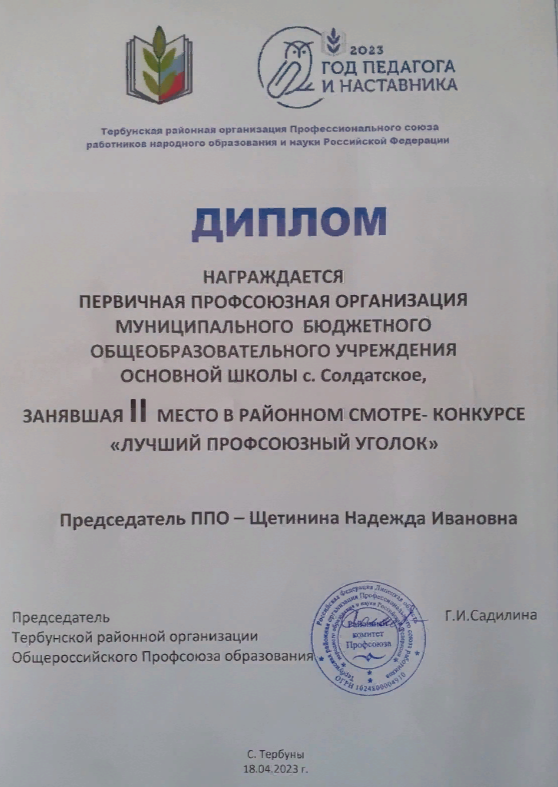 2023
ГОД ПЕДАГОГА
И НАСТАВНИКА
Тербунская районная организация Профессионального союза
работников народного образования и науки Российской Федерации
ДИПЛОМ
НАГРАЖДАЕТСЯ
ПЕРВИЧНАЯ ПРОФСОЮЗНАЯ ОРГАНИЗАЦИЯ
МУНИЦИПАЛЬНОГО БЮДЖЕТНОГО
ОБЩЕОБРАЗОВАТЕЛЬНОГО УЧРЕЖДЕНИЯ
ОСНОВНОЙ ШКОЛЫ с. Солдатское,
ЗАНЯВШАЯ II МЕСТО В РАЙОННОМ СМОТРЕ- КОНКУРСЕ
«ЛУЧШИЙ ПРОФСОЮЗНЫЙ УГОЛОК»
Председатель ППО – Щетинина Надежда Ивановна
Председатель Г.И.Садилина
Тербунской районной организации
Общероссийского Профсоюза образования
Районный
комитет
Профсоюза
С. Тербуны
18.04.2023 г.